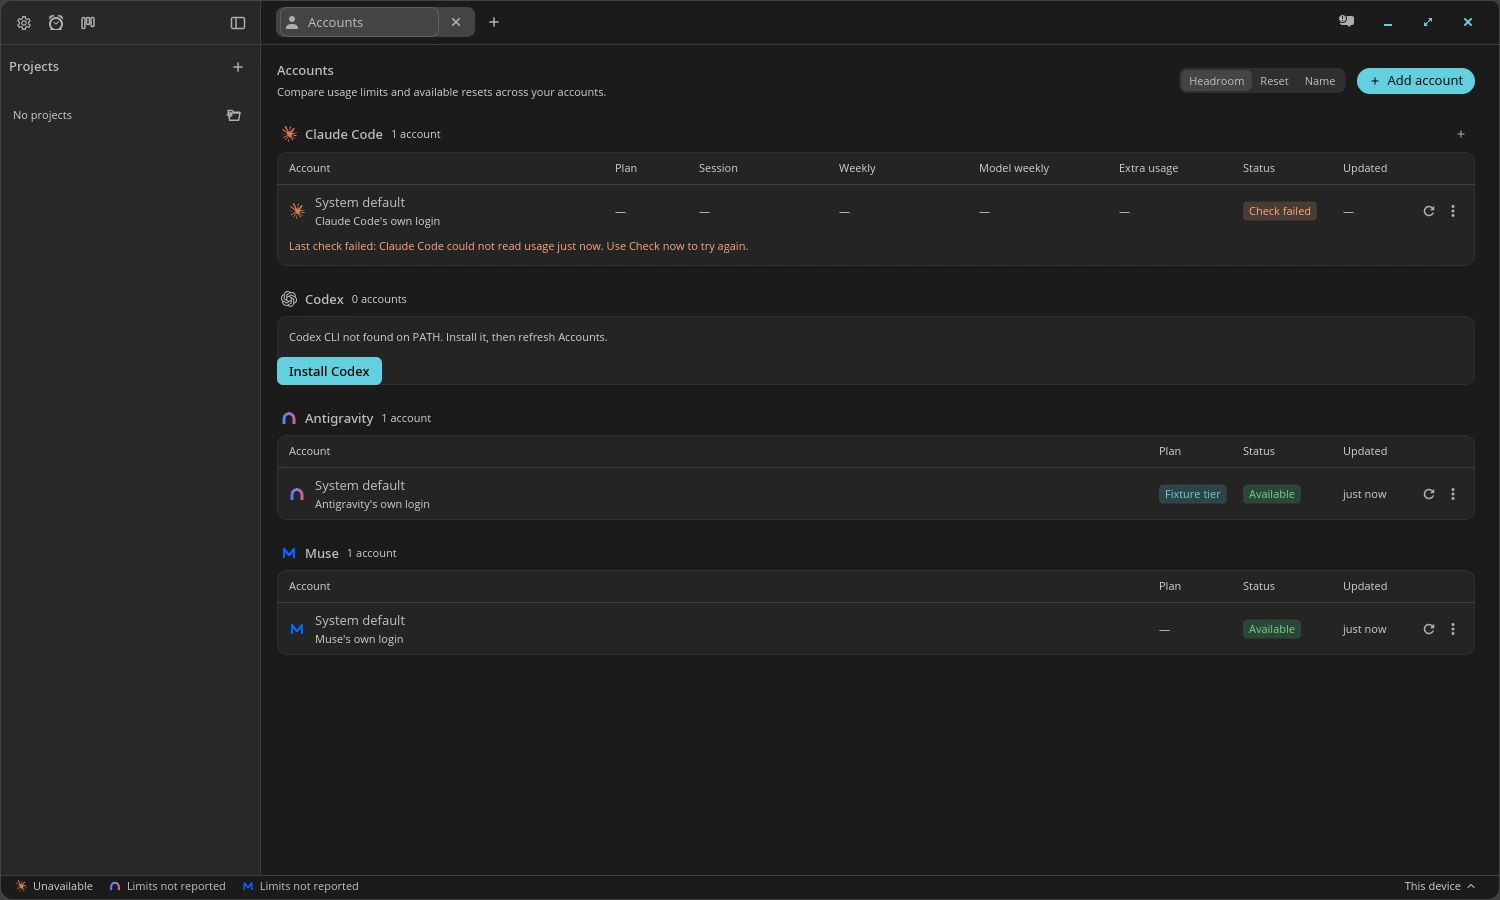 Accounts
Projects
No projects
Accounts
Compare usage limits and available resets across your accounts.
Headroom Reset Name + Add account
Claude Code 1 account
Account Plan Session Weekly Model weekly Extra usage Status Updated
System default
Claude Code's own login
— — — — — Check failed —
Last check failed: Claude Code could not read usage just now. Use Check now to try again.
Codex 0 accounts
Codex CLI not found on PATH. Install it, then refresh Accounts.
Install Codex
Antigravity 1 account
Account Plan Status Updated
System default
Antigravity's own login
Fixture tier Available just now
Muse 1 account
Account Plan Status Updated
System default
Muse's own login
— Available just now
Unavailable Limits not reported Limits not reported This device